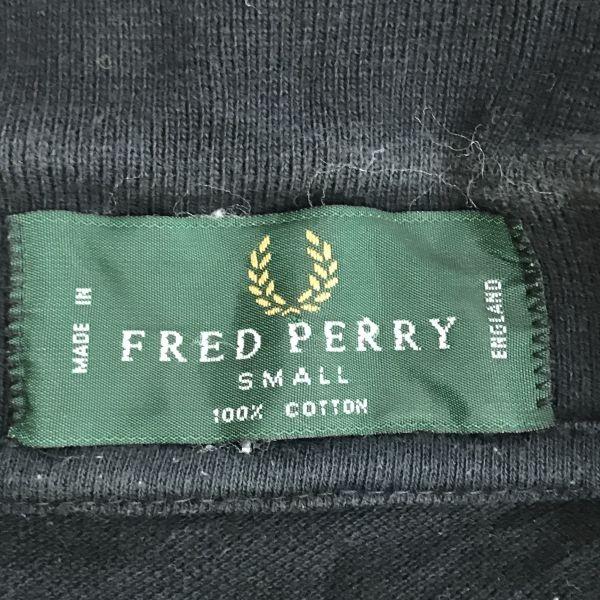 MADE IN
FRED PERRY
SMALL
100% COTTON
ENGLAND